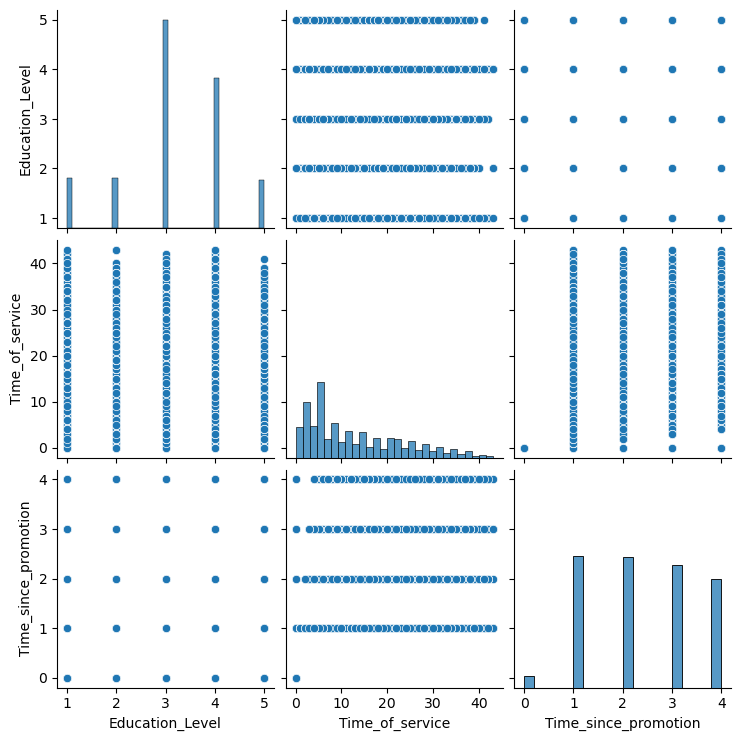 5
4
3
2
1
Education_Level
40
30
20
10
0
Time_of_service
4
3
2
1
0
Time_since_promotion
1 2 3 4 5
0 10 20 30 40
0 1 2 3 4
Education_Level
Time_of_service
Time_since_promotion